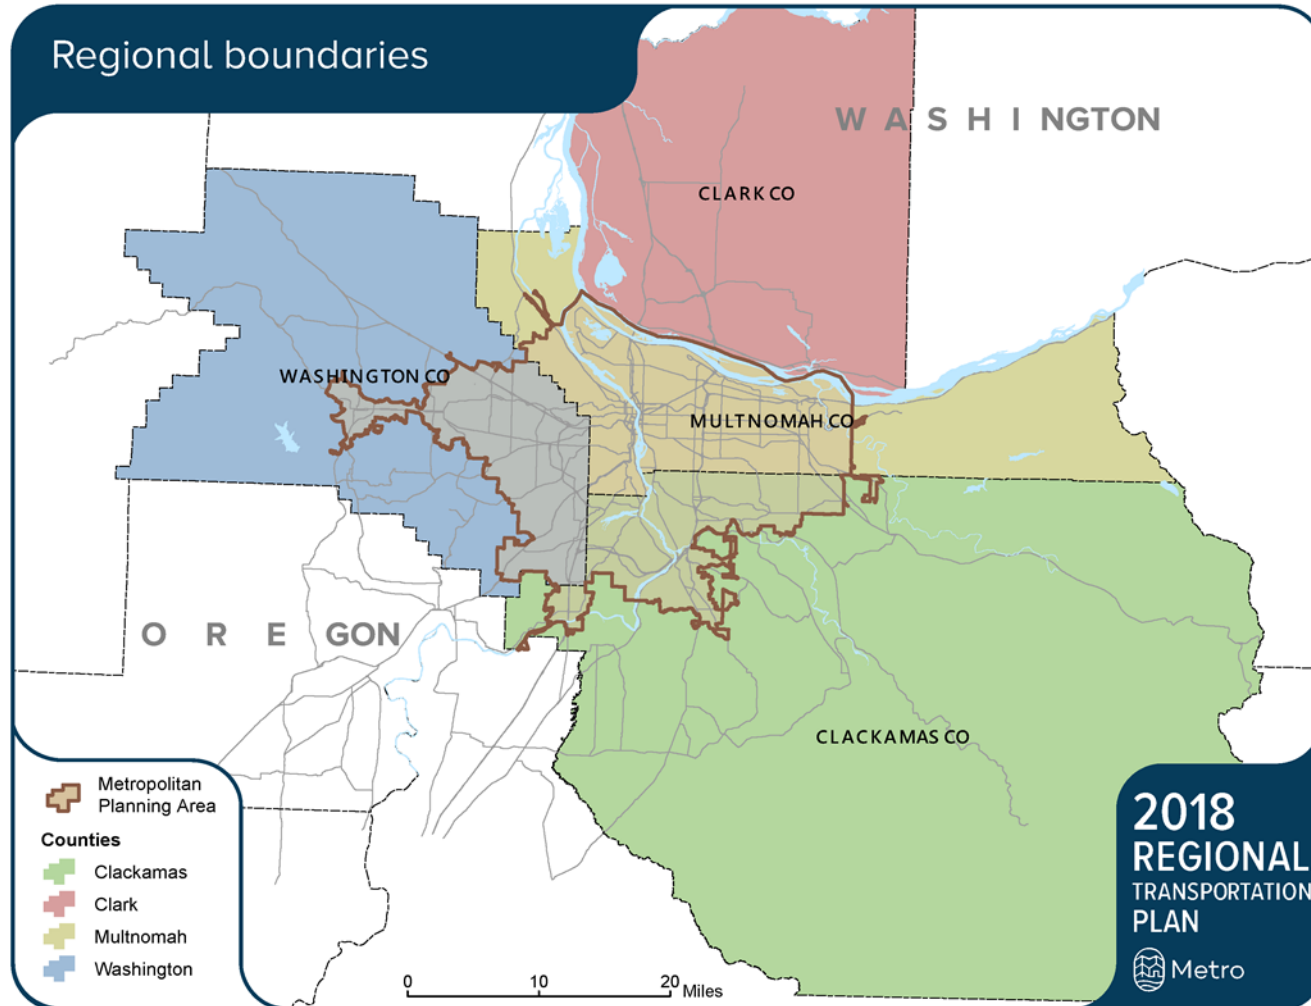 Regional boundaries
W A S H I NGTON
CLARK CO
WASHINGTON CO
MULTNOMAH CO
O R E GON
CLACKAMAS CO
Metropolitan
Planning Area
Counties
Clackamas
Clark
Multnomah
Washington
0 10 20 Miles
2018
REGIONAL
TRANSPORTATION
PLAN
Metro